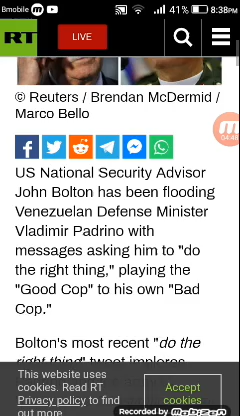 Bmobile 41% 8:38PM
RT LIVE
© Reuters / Brendan McDermid /
Marco Bello
04:48
US National Security Advisor
John Bolton has been flooding
Venezuelan Defense Minister
Vladimir Padrino with
messages asking him to "do
the right thing," playing the
"Good Cop" to his own "Bad
Cop."
Bolton's most recent "do the
right thing" tweet implores
This website uses
cookies. Read RT
Privacy policy to find
out more.
Accept
cookies
Recorded by MOBIZEN